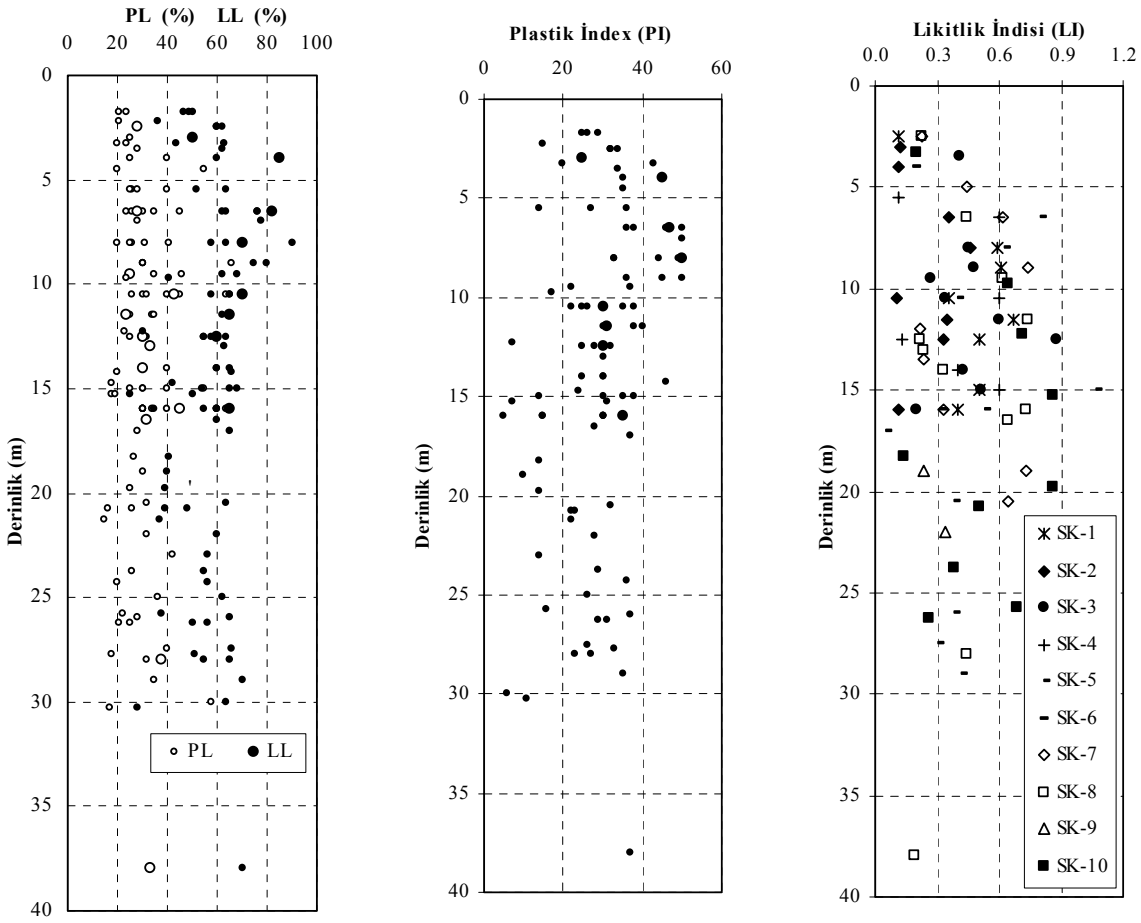 PL (%) LL (%)
0 20 40 60 80 100
0
5
10
15
20
25
30
35
40
Derinlik (m)
PL LL
Plastik İndex (PI)
0 20 40 60
0
5
10
15
20
25
30
35
40
Derinlik (m)
Likitlik İndisi (LI)
0.0 0.3 0.6 0.9 1.2
0
5
10
15
20
25
30
35
40
Derinlik (m)
SK-1
SK-2
SK-3
SK-4
SK-5
SK-6
SK-7
SK-8
SK-9
SK-10